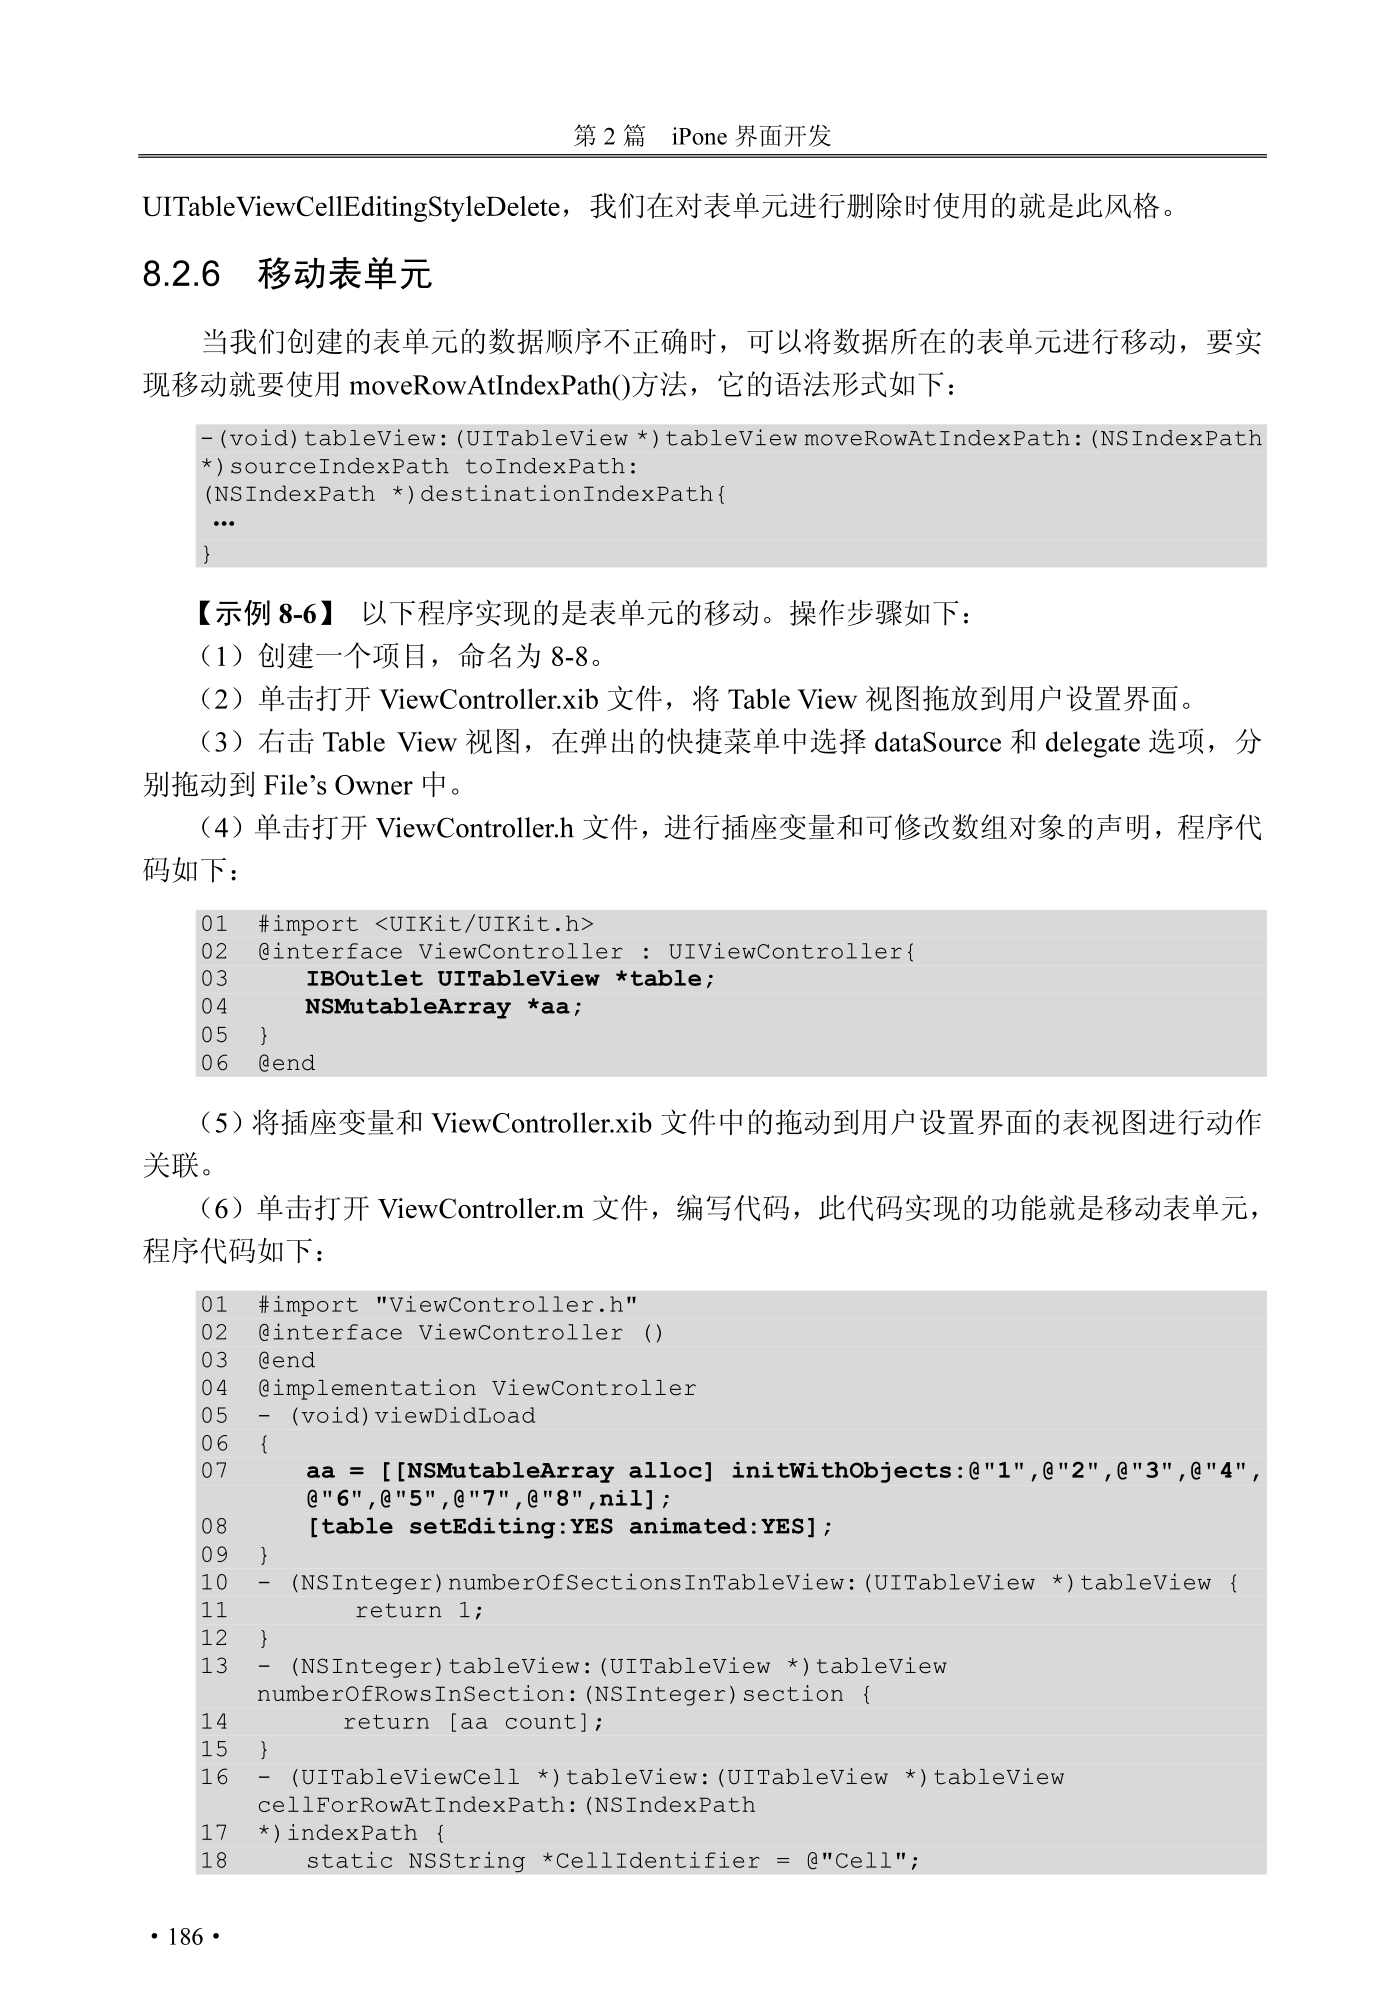 第 2 篇　iPone 界面开发
UITableViewCellEditingStyleDelete，我们在对表单元进行删除时使用的就是此风格。
8.2.6　移动表单元
当我们创建的表单元的数据顺序不正确时，可以将数据所在的表单元进行移动，要实
现移动就要使用 moveRowAtIndexPath()方法，它的语法形式如下：
-(void)tableView:(UITableView *)tableView moveRowAtIndexPath:(NSIndexPath
*)sourceIndexPath toIndexPath:
(NSIndexPath *)destinationIndexPath{
…
}
【示例 8-6】 以下程序实现的是表单元的移动。操作步骤如下：
（1）创建一个项目，命名为 8-8。
（2）单击打开 ViewController.xib 文件，将 Table View 视图拖放到用户设置界面。
（3）右击 Table View 视图，在弹出的快捷菜单中选择 dataSource 和 delegate 选项，分
别拖动到 File’s Owner 中。
（4）单击打开 ViewController.h 文件，进行插座变量和可修改数组对象的声明，程序代
码如下：
01 #import <UIKit/UIKit.h>
02 @interface ViewController : UIViewController{
03 IBOutlet UITableView *table;
04 NSMutableArray *aa;
05 }
06 @end
（5）将插座变量和 ViewController.xib 文件中的拖动到用户设置界面的表视图进行动作
关联。
（6）单击打开 ViewController.m 文件，编写代码，此代码实现的功能就是移动表单元，
程序代码如下：
01 #import "ViewController.h"
02 @interface ViewController ()
03 @end
04 @implementation ViewController
05 - (void)viewDidLoad
06 {
07 aa = [[NSMutableArray alloc] initWithObjects:@"1",@"2",@"3",@"4",
@"6",@"5",@"7",@"8",nil];
08 [table setEditing:YES animated:YES];
09 }
10 - (NSInteger)numberOfSectionsInTableView:(UITableView *)tableView {
11 return 1;
12 }
13 - (NSInteger)tableView:(UITableView *)tableView
numberOfRowsInSection:(NSInteger)section {
14 return [aa count];
15 }
16 - (UITableViewCell *)tableView:(UITableView *)tableView
cellForRowAtIndexPath:(NSIndexPath
17 *)indexPath {
18 static NSString *CellIdentifier = @"Cell";
• 186 •